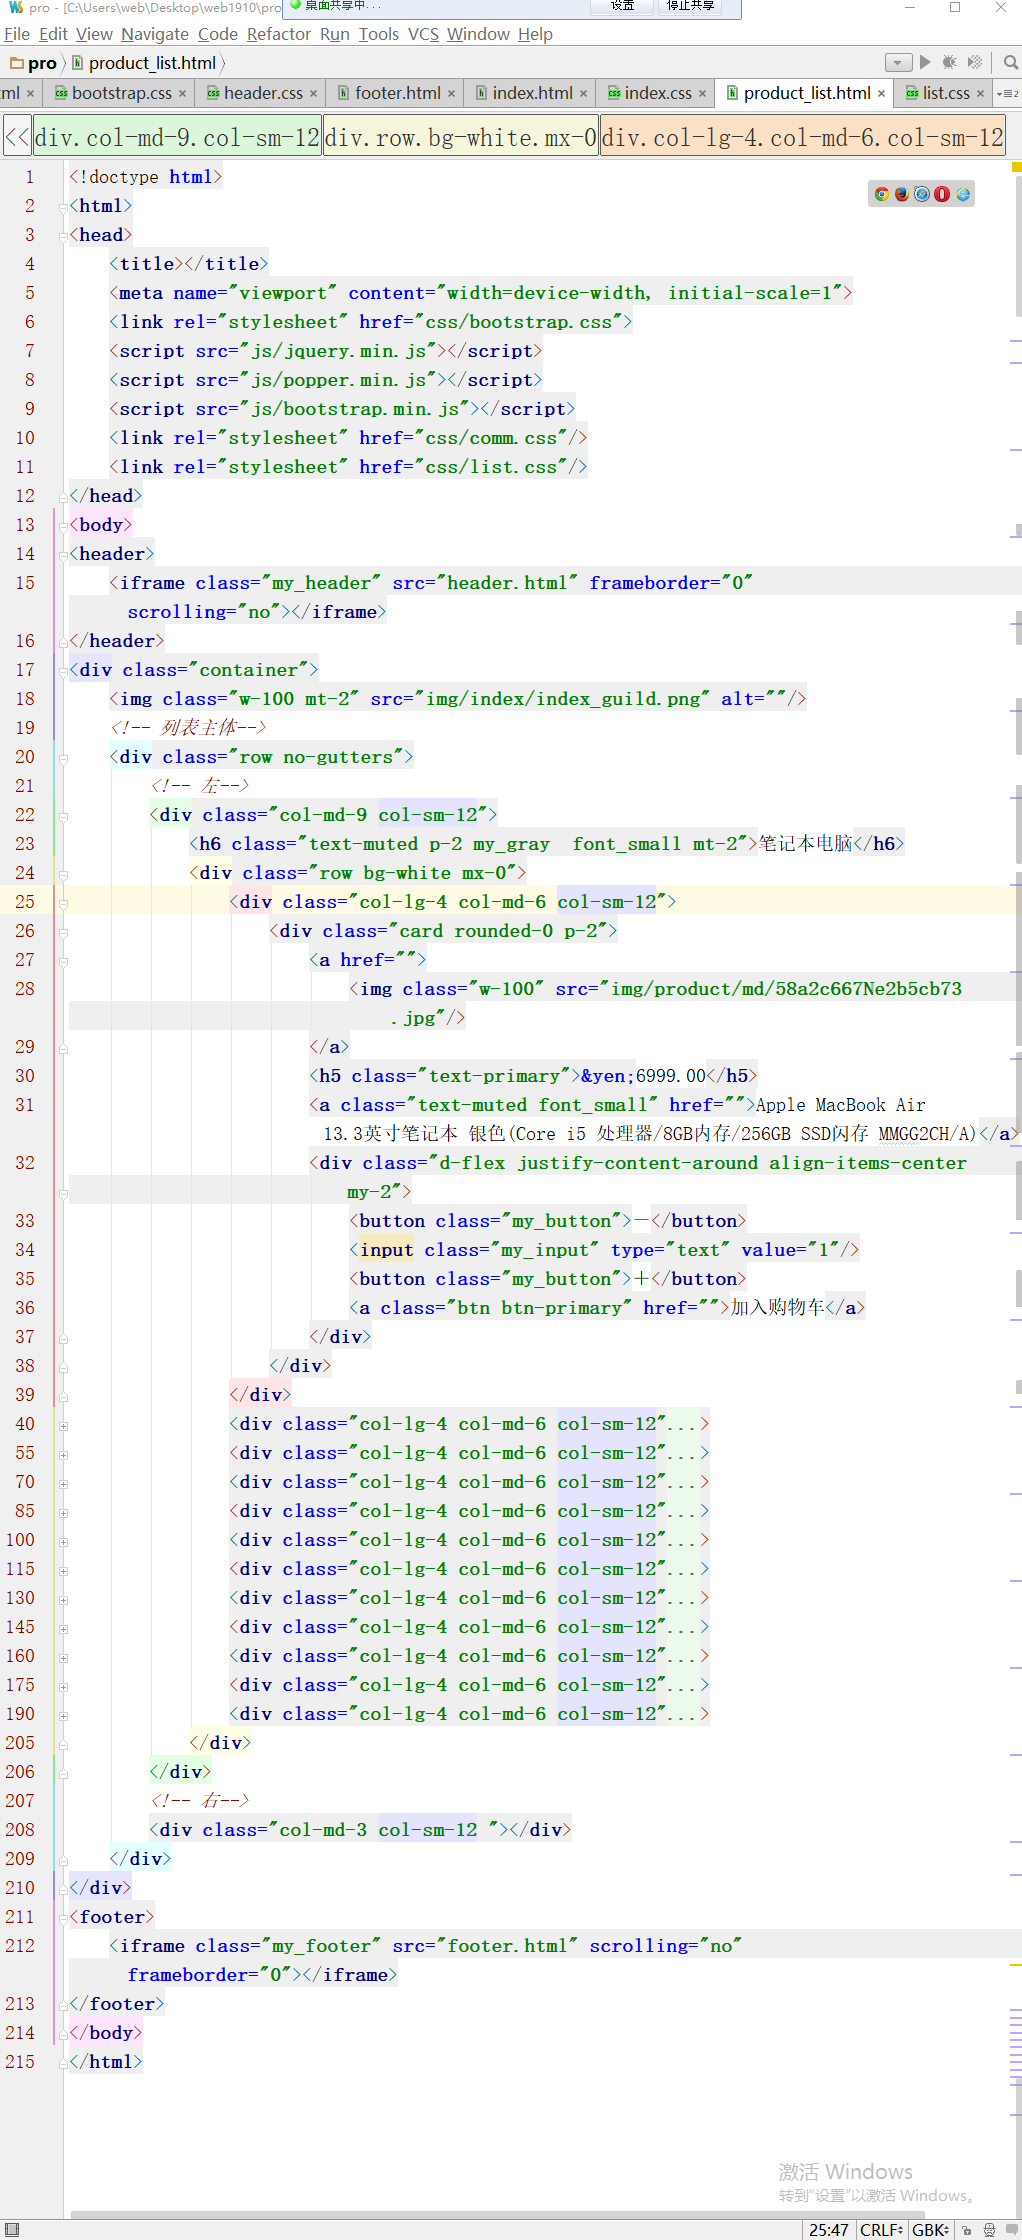 pro - [C:\Users\web\Desktop\web1910\pro
桌面共享中... 设置 停止共享
File Edit View Navigate Code Refactor Run Tools VCS Window Help
pro product_list.html
ml × bootstrap.css × header.css × footer.html × index.html × index.css × product_list.html × list.css ×
<< div.col-md-9.col-sm-12 div.row.bg-white.mx-0 div.col-lg-4.col-md-6.col-sm-12
1 <!doctype html>
2 <html>
3 <head>
4 <title></title>
5 <meta name="viewport" content="width=device-width, initial-scale=1">
6 <link rel="stylesheet" href="css/bootstrap.css">
7 <script src="js/jquery.min.js"></script>
8 <script src="js/popper.min.js"></script>
9 <script src="js/bootstrap.min.js"></script>
10 <link rel="stylesheet" href="css/comm.css"/>
11 <link rel="stylesheet" href="css/list.css"/>
12 </head>
13 <body>
14 <header>
15 <iframe class="my_header" src="header.html" frameborder="0"
scrolling="no"></iframe>
16 </header>
17 <div class="container">
18 <img class="w-100 mt-2" src="img/index/index_guild.png" alt=""/>
19 <!-- 列表主体-->
20 <div class="row no-gutters">
21 <!-- 左-->
22 <div class="col-md-9 col-sm-12">
23 <h6 class="text-muted p-2 my_gray  font_small mt-2">笔记本电脑</h6>
24 <div class="row bg-white mx-0">
25 <div class="col-lg-4 col-md-6 col-sm-12">
26 <div class="card rounded-0 p-2">
27 <a href="">
28 <img class="w-100" src="img/product/md/58a2c667Ne2b5cb73
.jpg"/>
29 </a>
30 <h5 class="text-primary">&yen;6999.00</h5>
31 <a class="text-muted font_small" href="">Apple MacBook Air
13.3英寸笔记本 银色(Core i5 处理器/8GB内存/256GB SSD闪存 MMGG2CH/A)</a>
32 <div class="d-flex justify-content-around align-items-center
my-2">
33 <button class="my_button">－</button>
34 <input class="my_input" type="text" value="1"/>
35 <button class="my_button">＋</button>
36 <a class="btn btn-primary" href="">加入购物车</a>
37 </div>
38 </div>
39 </div>
40 <div class="col-lg-4 col-md-6 col-sm-12"...>
55 <div class="col-lg-4 col-md-6 col-sm-12"...>
70 <div class="col-lg-4 col-md-6 col-sm-12"...>
85 <div class="col-lg-4 col-md-6 col-sm-12"...>
100 <div class="col-lg-4 col-md-6 col-sm-12"...>
115 <div class="col-lg-4 col-md-6 col-sm-12"...>
130 <div class="col-lg-4 col-md-6 col-sm-12"...>
145 <div class="col-lg-4 col-md-6 col-sm-12"...>
160 <div class="col-lg-4 col-md-6 col-sm-12"...>
175 <div class="col-lg-4 col-md-6 col-sm-12"...>
190 <div class="col-lg-4 col-md-6 col-sm-12"...>
205 </div>
206 </div>
207 <!-- 右-->
208 <div class="col-md-3 col-sm-12 "></div>
209 </div>
210 </div>
211 <footer>
212 <iframe class="my_footer" src="footer.html" scrolling="no"
frameborder="0"></iframe>
213 </footer>
214 </body>
215 </html>
激活 Windows
转到“设置”以激活 Windows。
25:47 CRLF GBK